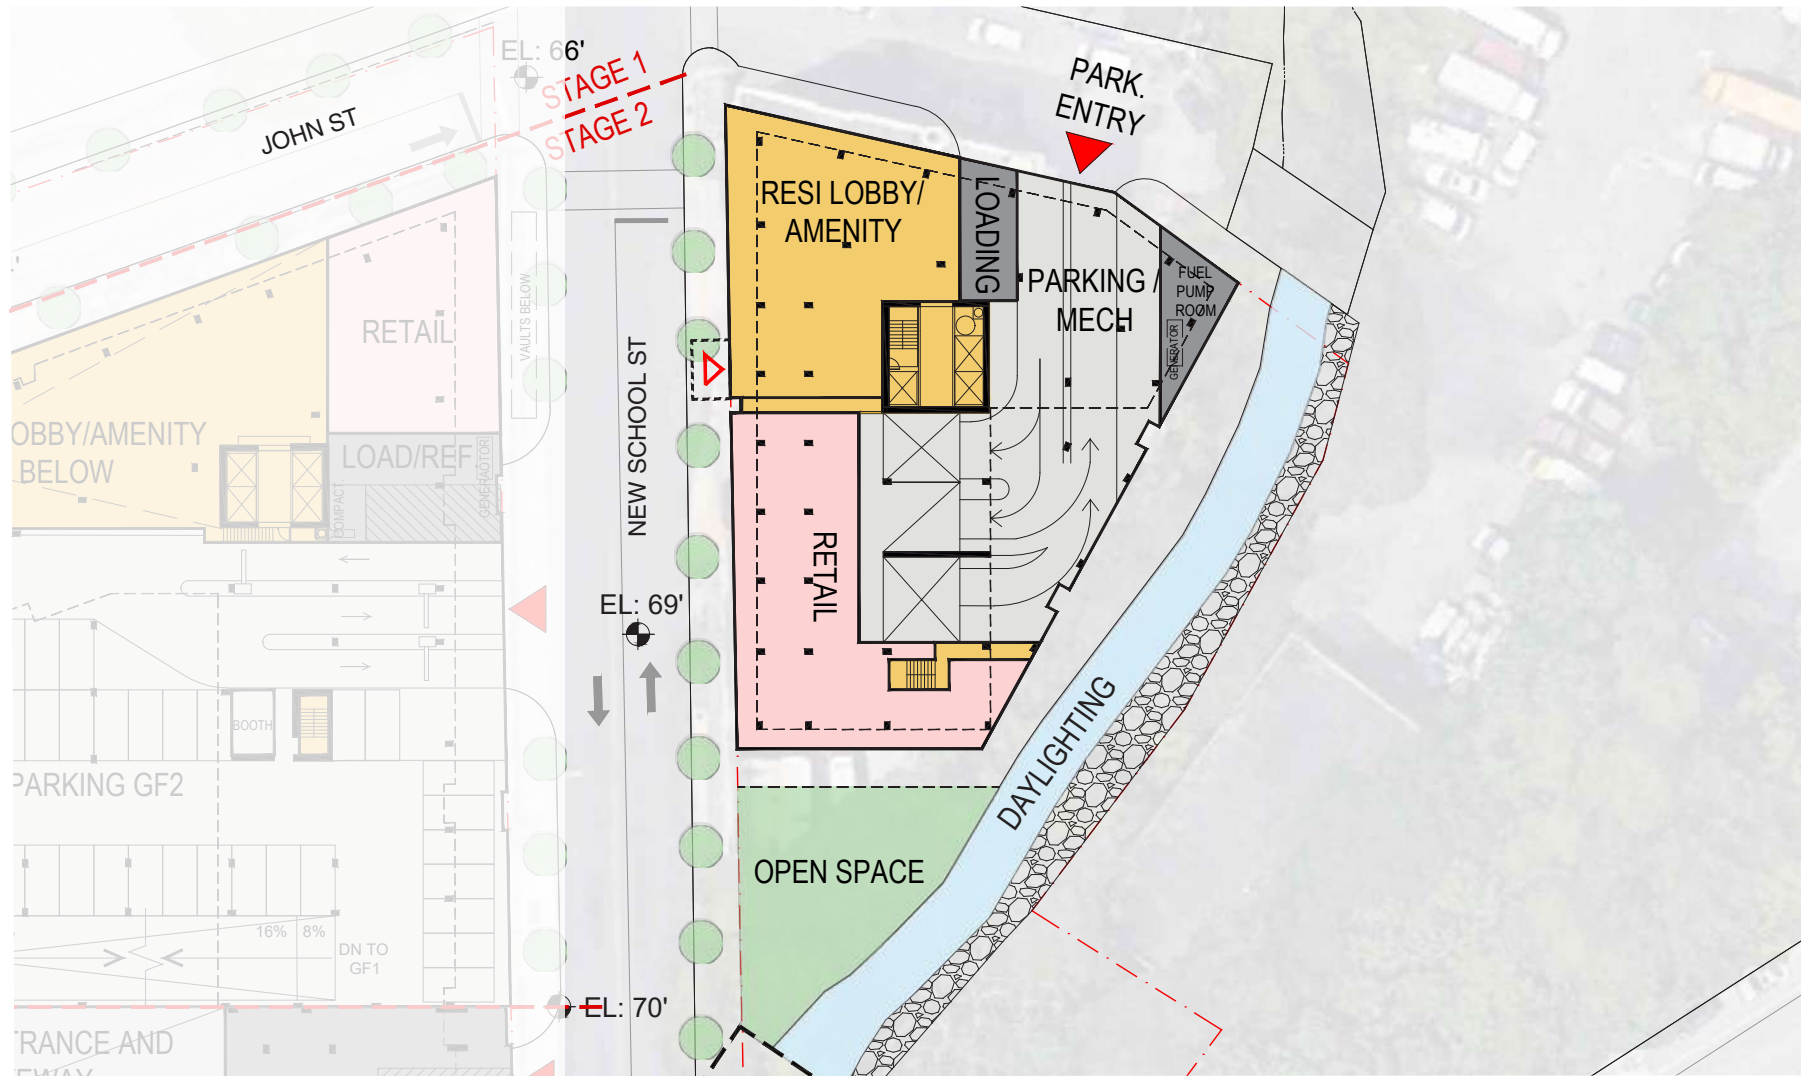 EL: 66'
STAGE 1
STAGE 2
JOHN ST
PARK.
ENTRY
RESI LOBBY/
AMENITY
LOADING
PARKING /
MECH
FUEL
PUMP
ROOM
GENERATOR
RETAIL
VAULTS BELOW
NEW SCHOOL ST
OBBY/AMENITY
BELOW
LOAD/REF.
COMPACT.
GENERAOTOR
RETAIL
EL: 69'
BOOTH
PARKING GF2
DAYLIGHTING
OPEN SPACE
16%
8%
DN TO
GF1
EL: 70'
TRANCE AND